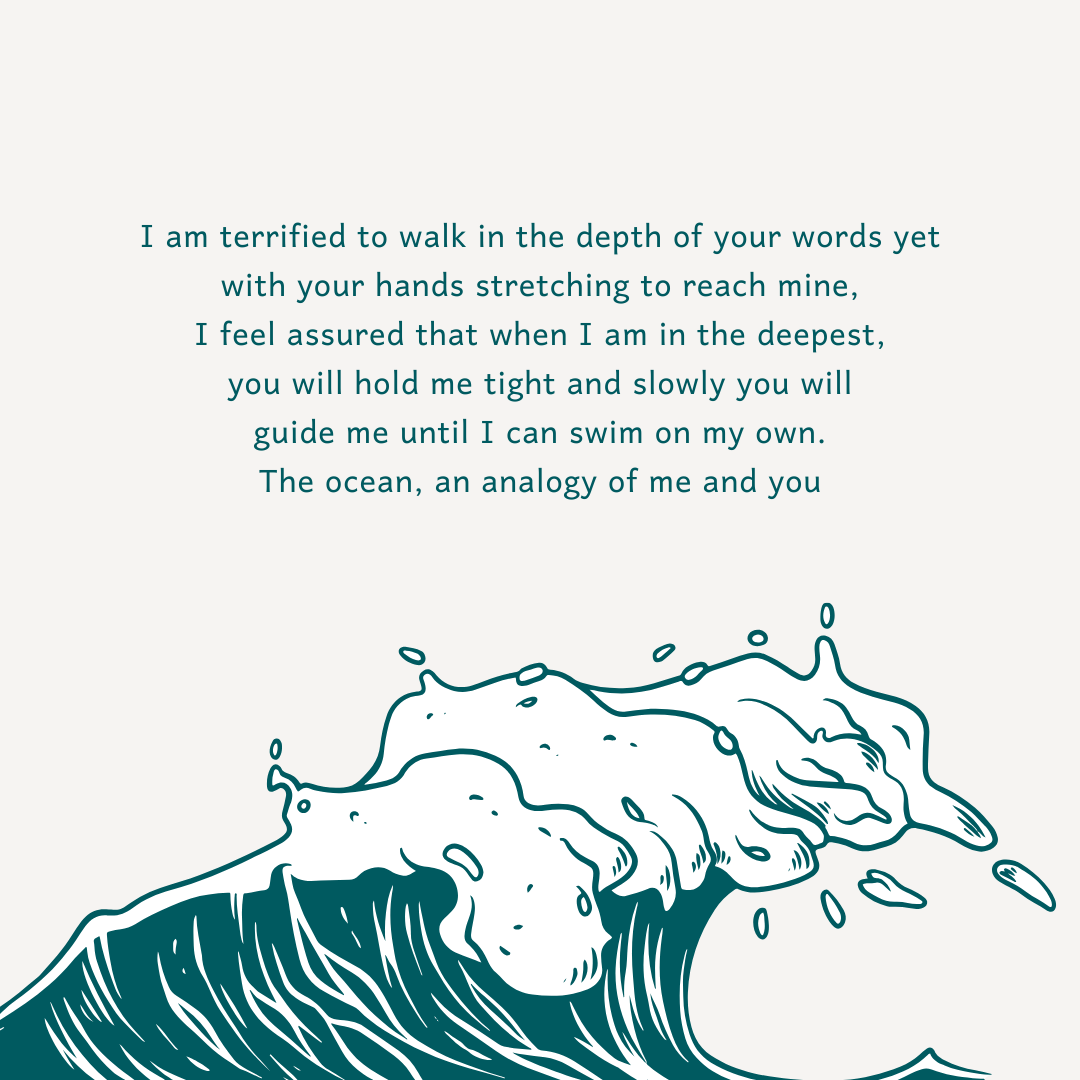 I am terrified to walk in the depth of your words yet
with your hands stretching to reach mine,
I feel assured that when I am in the deepest,
you will hold me tight and slowly you will
guide me until I can swim on my own.
The ocean, an analogy of me and you